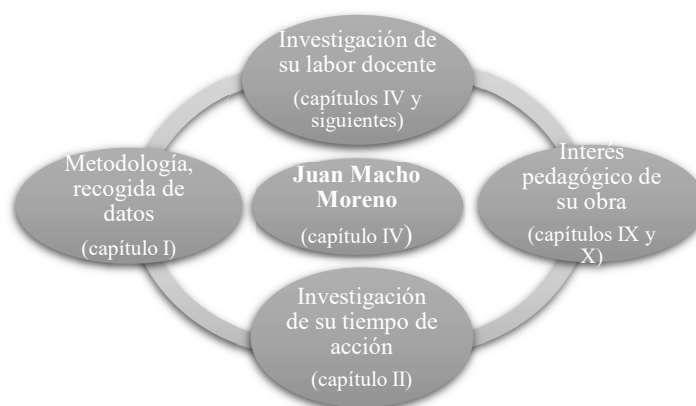 Investigación de
su labor docente
(capítulos IV y
siguientes)
Metodología,
recogida de
datos
(capítulo I)
Juan Macho
Moreno
(capítulo IV)
Interés
pedagógico de
su obra
(capítulos IX y
X)
Investigación
de su tiempo de
acción
(capítulo II)